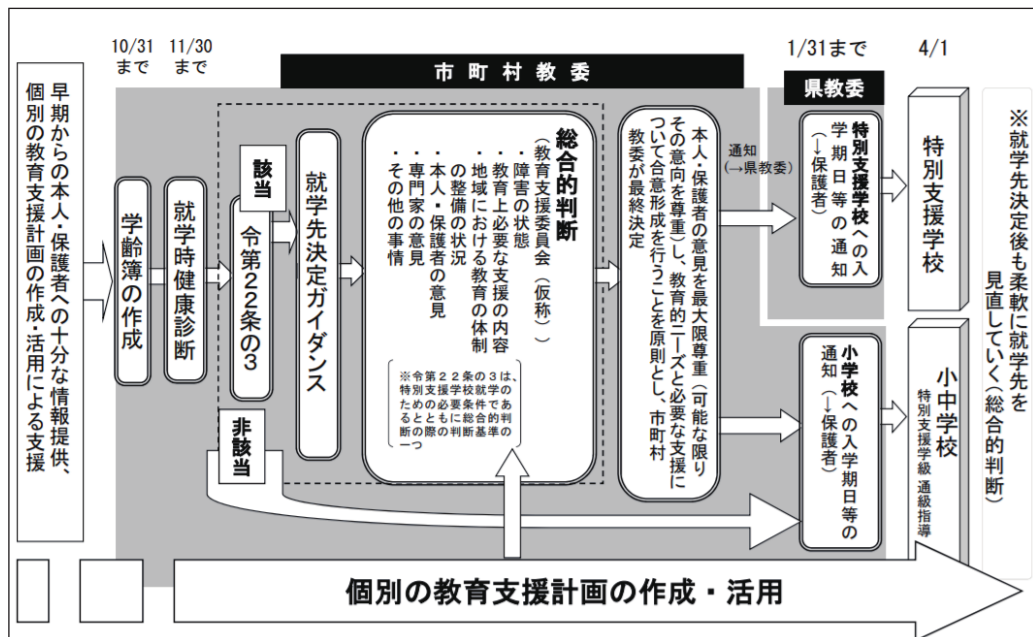 早期からの本人・保護者への十分な情報提供、
個別の教育支援計画の作成・活用による支援
10/31
まで
11/30
まで
市町村教委
1/31まで
4/1
県教委
学齢簿の作成
就学時健康診断
該当
令第22条の3
非該当
就学先決定ガイダンス
総合的判断
(教育支援委員会(仮称)
・障害の状態
・教育上必要な支援の内容
・地域における教育の体制
の整備の状況
・本人・保護者の意見
・専門家の意見
・その他の事情
※令第22条の3は、
特別支援学校就学の
ための必要条件であ
るとともに総合的判
断の際の判断基準の
一つ
本人・保護者の意見を最大限尊重(可能な限り
その意向を尊重)し、教育的ニーズと必要な支援に
ついて合意形成を行うことを原則とし、市町村
教委が最終決定
通知
(→県教委)
特別支援学校への入
学期日等の通知
(→保護者)
小学校への入学期日等の
通知(→保護者)
特別支援学校
小中学校
特別支援学級 通級指導
※就学先決定後も柔軟に就学先を
見直していく(総合的判断)
個別の教育支援計画の作成・活用